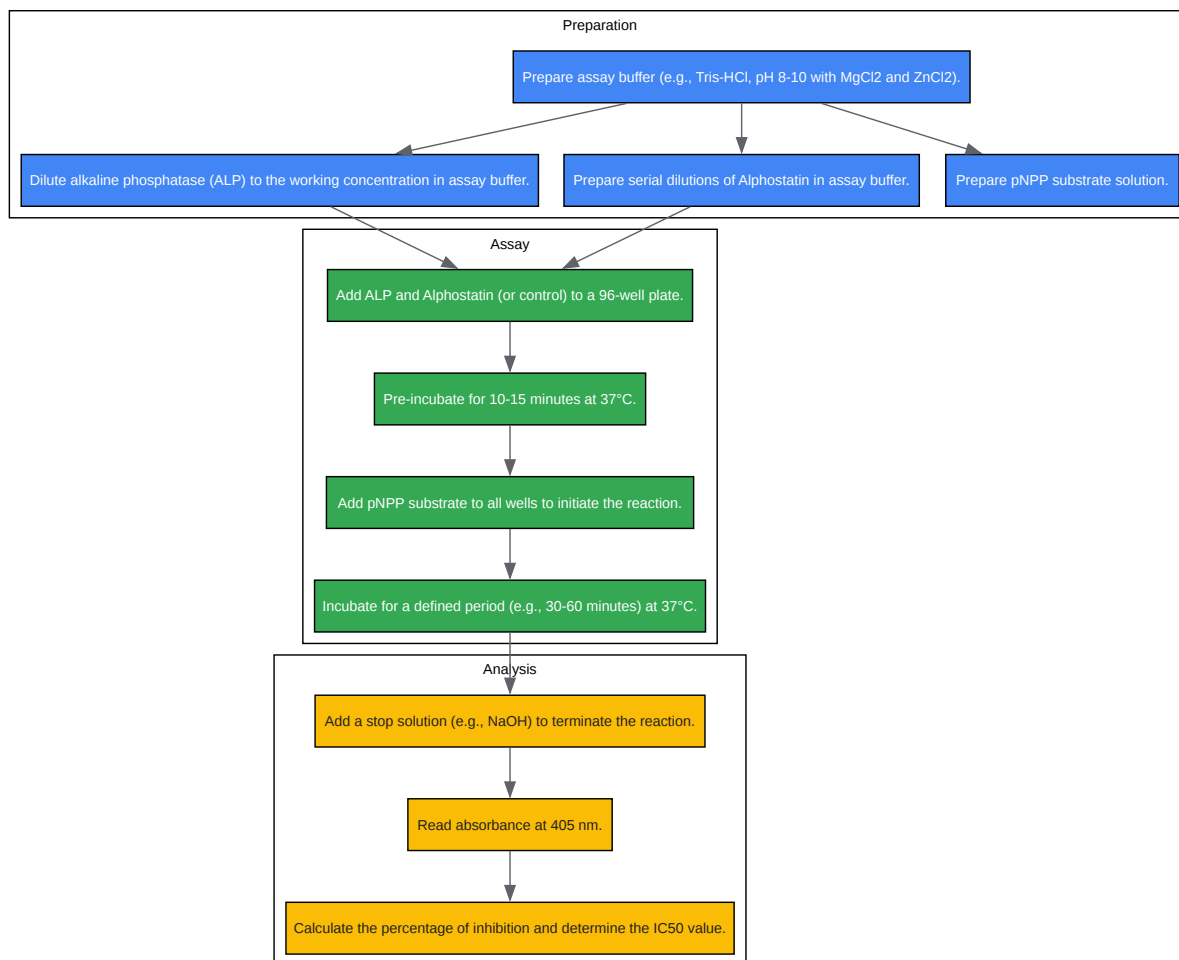 Preparation
Prepare assay buffer (e.g., Tris-HCl, pH 8-10 with MgCl2 and ZnCl2).
Dilute alkaline phosphatase (ALP) to the working concentration in assay buffer.
Prepare serial dilutions of Alphostatin in assay buffer.
Prepare pNPP substrate solution.
Assay
Add ALP and Alphostatin (or control) to a 96-well plate.
Pre-incubate for 10-15 minutes at 37°C.
Add pNPP substrate to all wells to initiate the reaction.
Incubate for a defined period (e.g., 30-60 minutes) at 37°C.
Analysis
Add a stop solution (e.g., NaOH) to terminate the reaction.
Read absorbance at 405 nm.
Calculate the percentage of inhibition and determine the IC50 value.